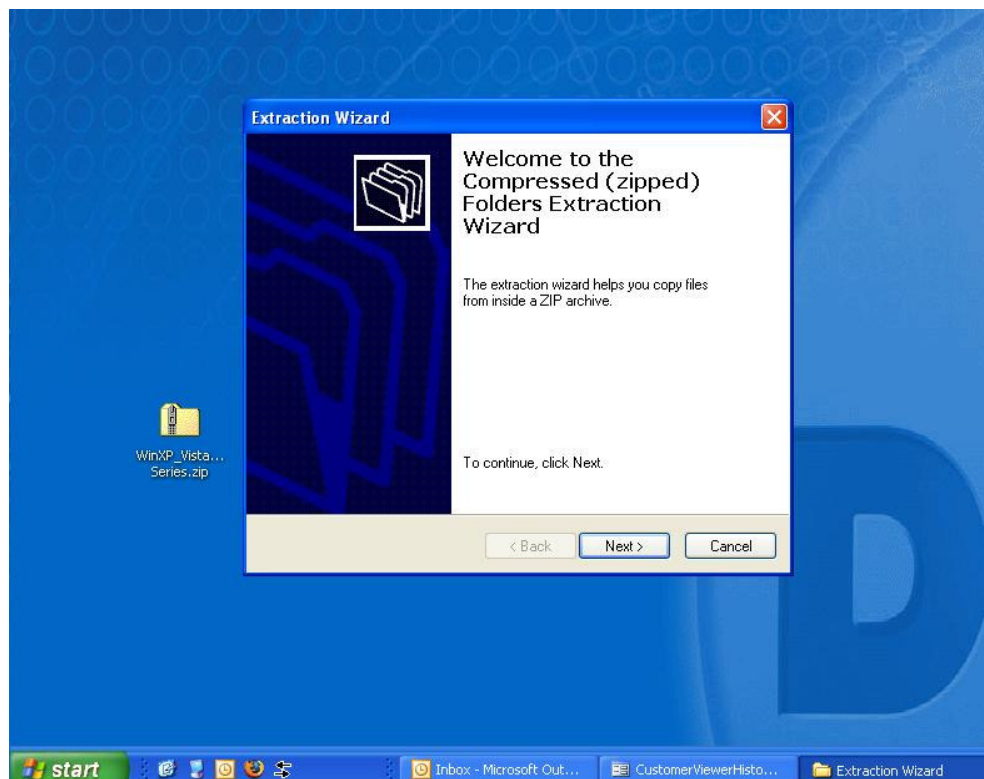 Extraction Wizard
Welcome to the
Compressed (zipped)
Folders Extraction
Wizard
The extraction wizard helps you copy files
from inside a ZIP archive.
WinXP_Vista...
Series.zip
To continue, click Next.
< Back
Next >
Cancel
start
Inbox - Microsoft Out...
CustomerViewerHisto...
Extraction Wizard